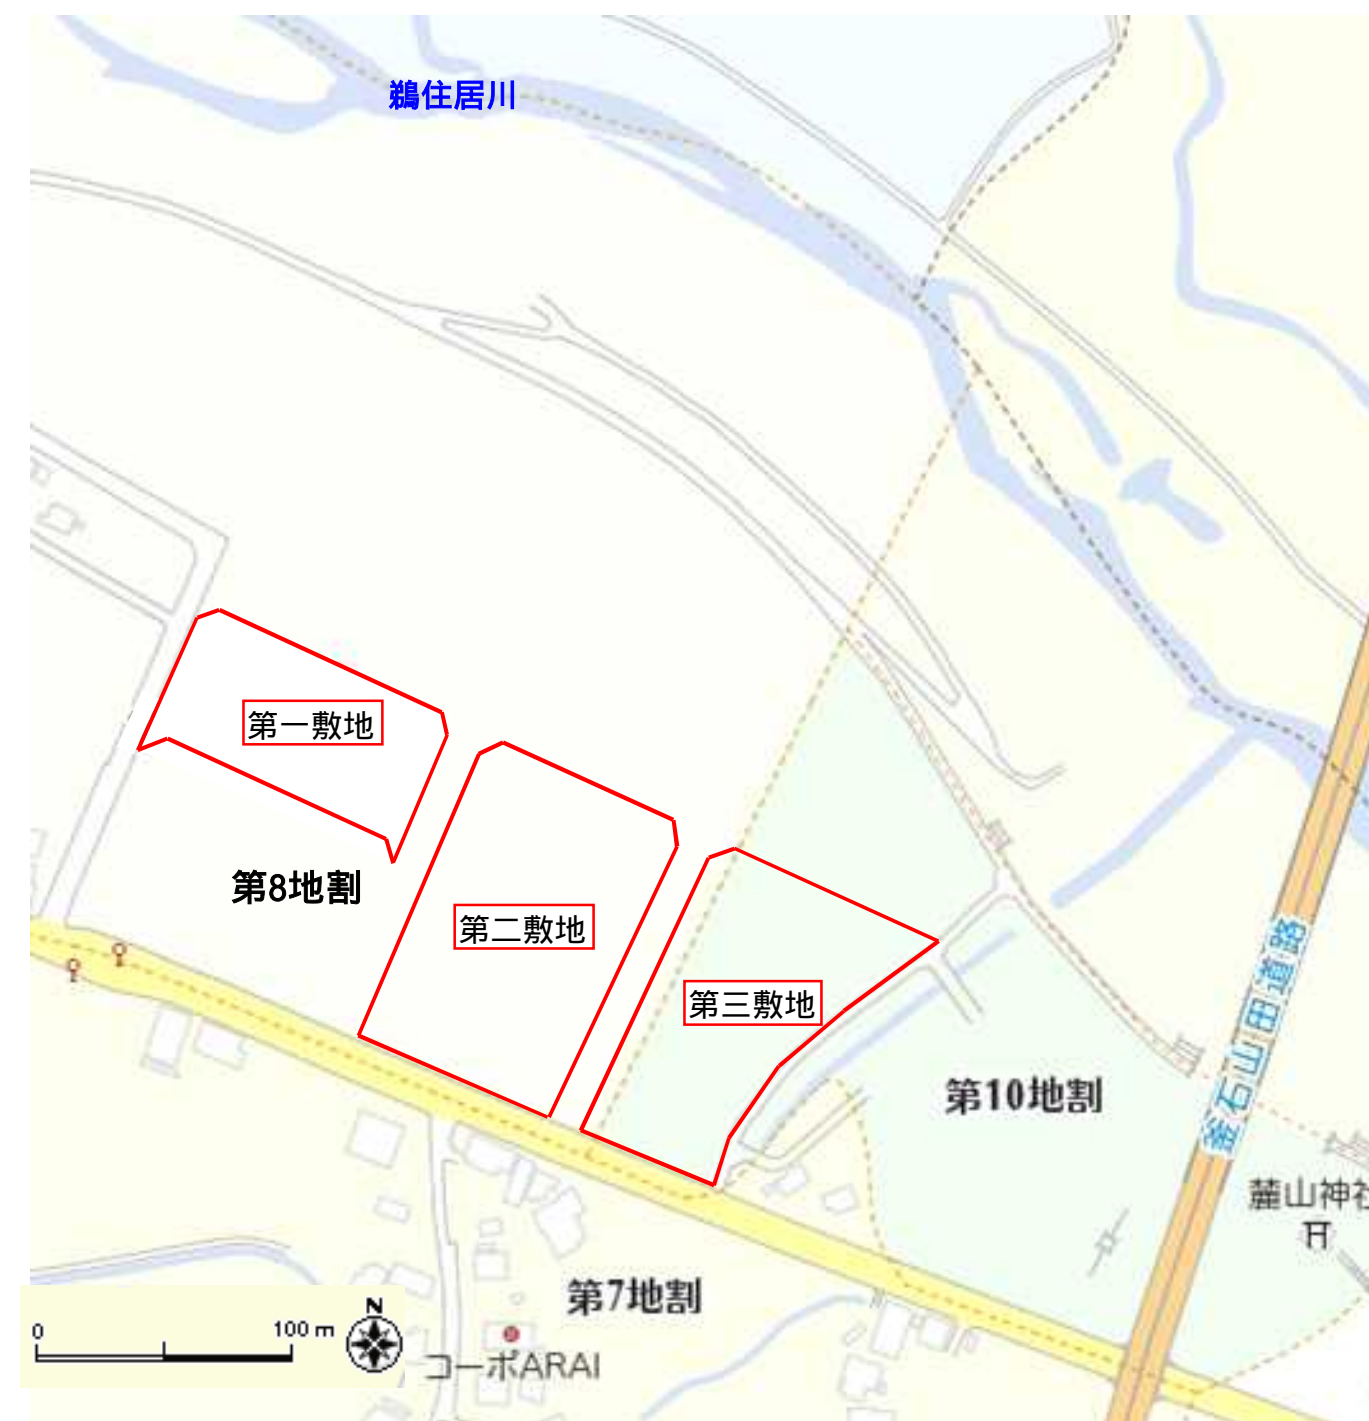 鵜住居川
第一敷地
第8地割
第二敷地
第三敷地
釜石山田道路
第10地割
麓山神社
第7地割
N
0
100 m
コーポARAI